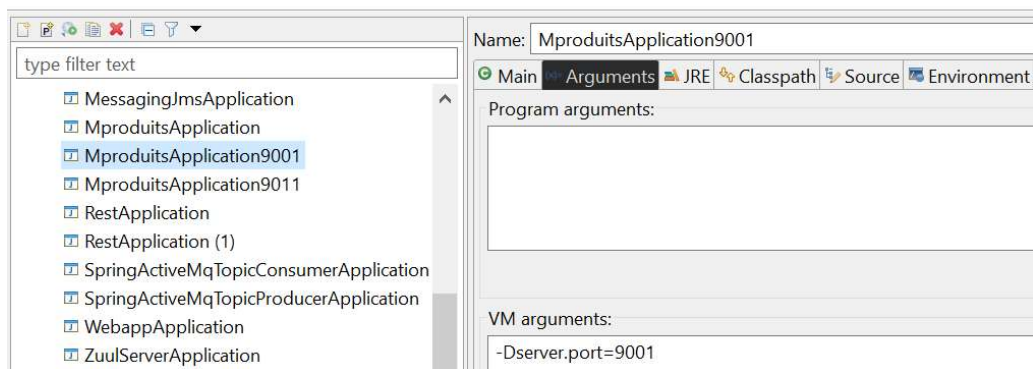 type filter text
MessagingJmsApplication
MproduitsApplication
MproduitsApplication9001
MproduitsApplication9011
RestApplication
RestApplication (1)
SpringActiveMqTopicConsumerApplication
SpringActiveMqTopicProducerApplication
WebappApplication
ZuulServerApplication
Name: MproduitsApplication9001
Main Arguments JRE Classpath Source Environment
Program arguments:
VM arguments:
-Dserver.port=9001